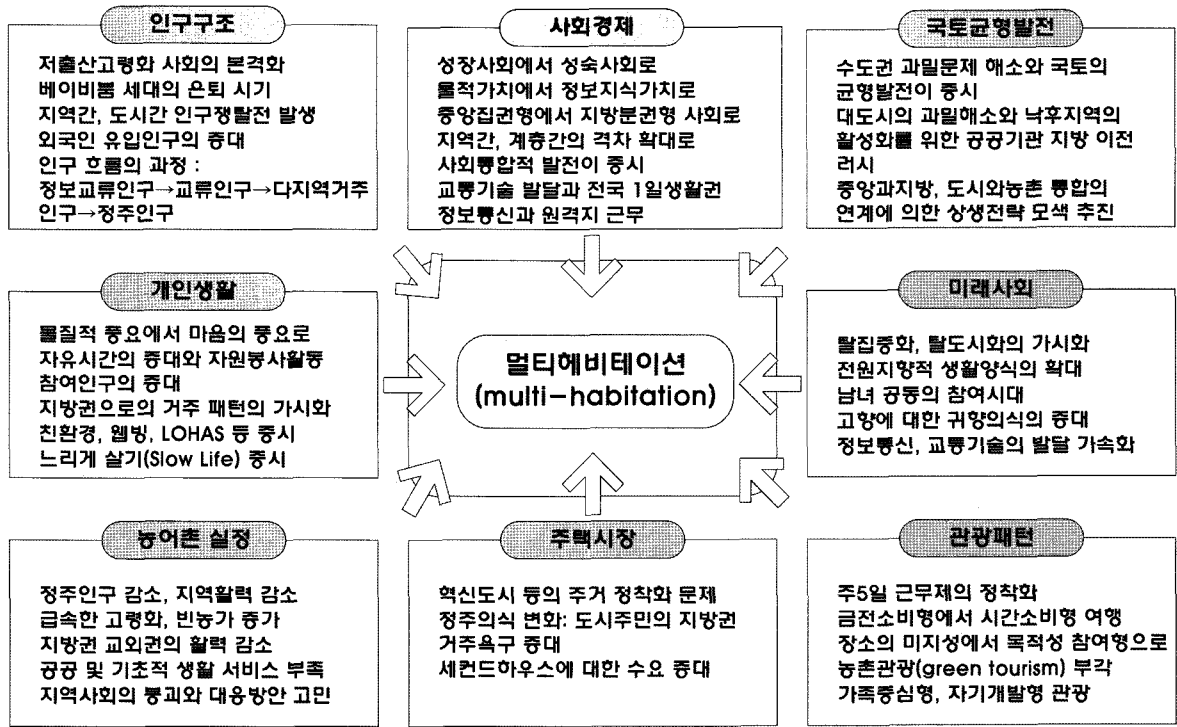 인구구조
저출산고령화 사회의 본격화
베이비붐 세대의 은퇴 시기
지역간, 도시간 인구쟁탈전 발생
외국인 유입인구의 증대
인구 흐름의 과정 :
정보교류인구→교류인구→다지역거주
인구→정주인구
사회경제
성장사회에서 성숙사회로
물적가치에서 정보지식가치로
중앙집권형에서 지방분권형 사회로
지역간, 계층간의 격차 확대로
사회통합적 발전이 중시
교통기술 발달과 전국 1일생활권
정보통신과 원격지 근무
국토균형발전
수도권 과밀문제 해소와 국토의
균형발전이 중시
대도시의 과밀해소와 낙후지역의
활성화를 위한 공공기관 지방 이전
러시
중앙과지방, 도시와농촌 통합의
연계에 의한 상생전략 모색 추진
개인생활
물질적 풍요에서 마음의 풍요로
자유시간의 증대와 자원봉사활동
참여인구의 증대
지방권으로의 거주 패턴의 가시화
친환경, 웰빙, LOHAS 등 중시
느리게 살기(Slow Life) 중시
멀티헤비테이션
(multi-habitation)
미래사회
탈집중화, 탈도시화의 가시화
전원지향적 생활양식의 확대
남녀 공동의 참여시대
고향에 대한 귀향의식의 증대
정보통신, 교통기술의 발달 가속화
농어촌 실정
정주인구 감소, 지역활력 감소
급속한 고령화, 빈농가 증가
지방권 교외권의 활력 감소
공공 및 기초적 생활 서비스 부족
지역사회의 붕괴와 대응방안 고민
주택시장
혁신도시 등의 주거 정착화 문제
정주의식 변화: 도시주민의 지방권
거주욕구 증대
세컨드하우스에 대한 수요 증대
관광패턴
주5일 근무제의 정착화
금전소비형에서 시간소비형 여행
장소의 미지성에서 목적성 참여형으로
농촌관광(green tourism) 부각
가족중심형, 자기개발형 관광